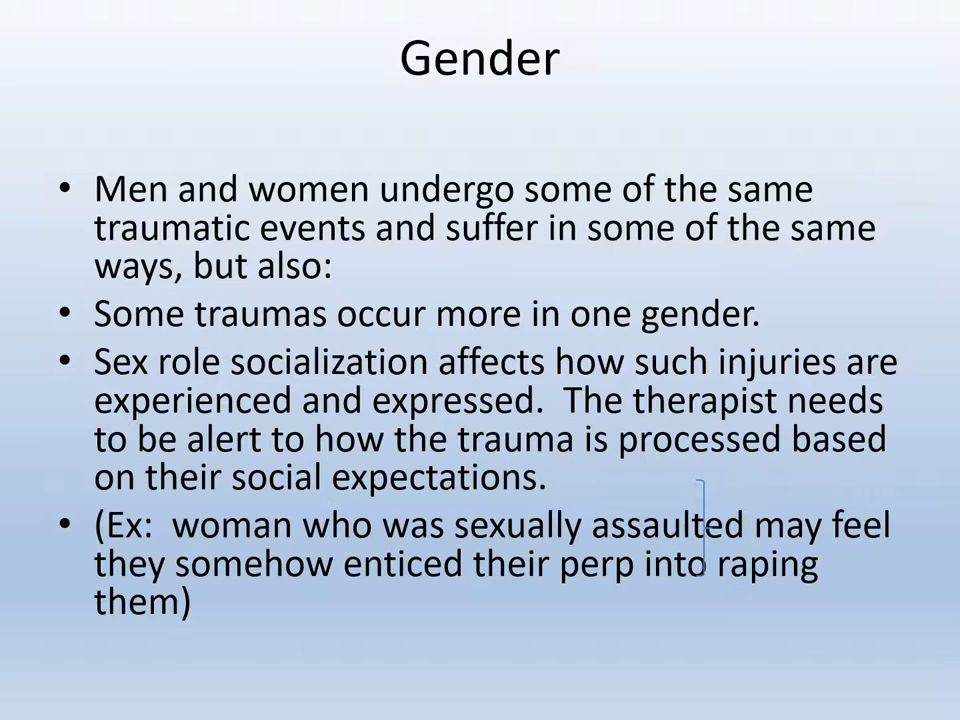 Gender
• Men and women undergo some of the same
traumatic events and suffer in some of the same
ways, but also:
• Some traumas occur more in one gender.
• Sex role socialization affects how such injuries are
experienced and expressed.  The therapist needs
to be alert to how the trauma is processed based
on their social expectations.
• (Ex:  woman who was sexually assaulted may feel
they somehow enticed their perp into raping
them)